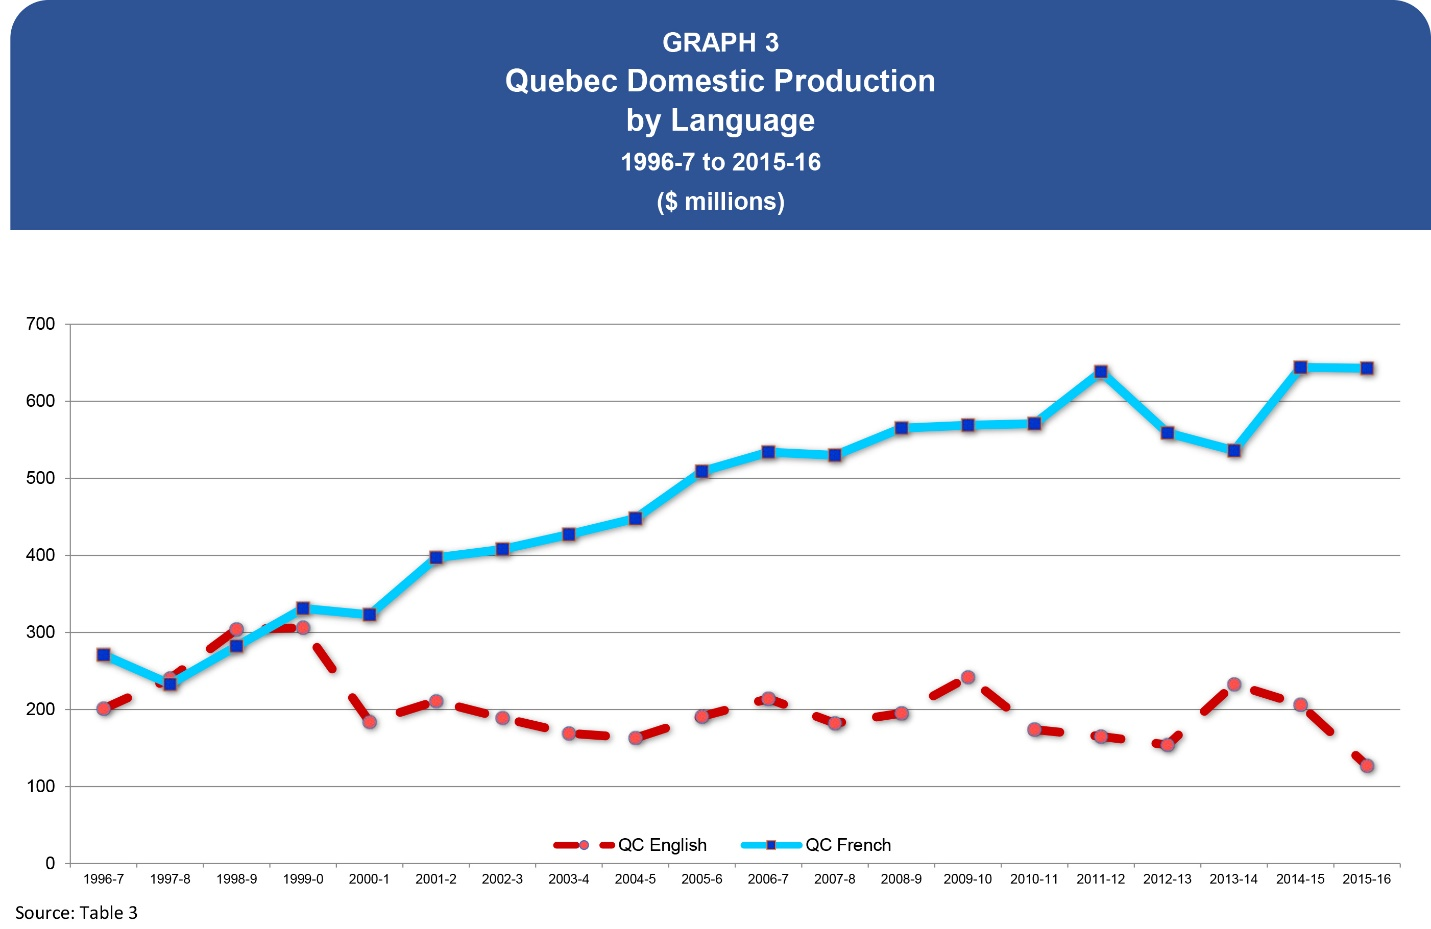 GRAPH 3
Quebec Domestic Production
by Language
1996-7 to 2015-16
($ millions)
700
600
500
400
300
200
100
0
QC English QC French
1996-7 1997-8 1998-9 1999-0 2000-1 2001-2 2002-3 2003-4 2004-5 2005-6 2006-7 2007-8 2008-9 2009-10 2010-11 2011-12 2012-13 2013-14 2014-15 2015-16
Source: Table 3